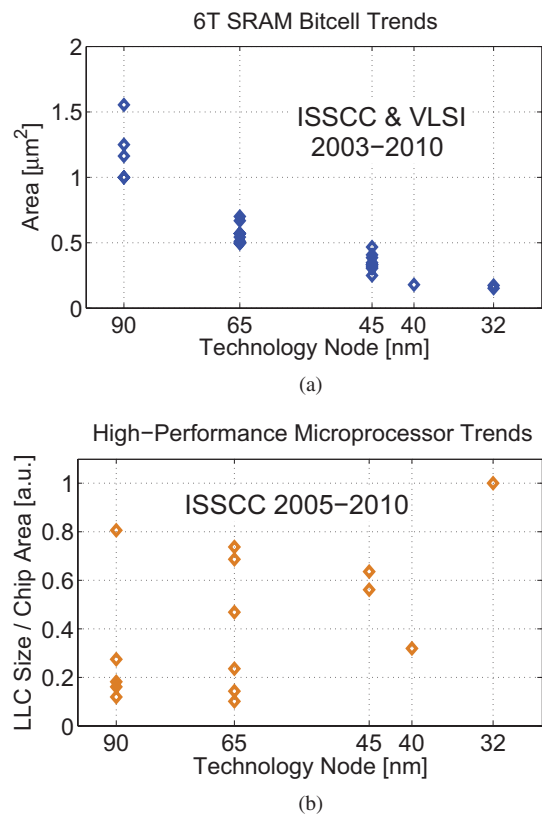 6T SRAM Bitcell Trends
2
1.5
1
0.5
0
Area [μm²]
ISSCC & VLSI
2003−2010
90
65
45
40
32
Technology Node [nm]
(a)
High−Performance Microprocessor Trends
1
0.8
0.6
0.4
0.2
0
LLC Size / Chip Area [a.u.]
ISSCC 2005−2010
90
65
45
40
32
Technology Node [nm]
(b)